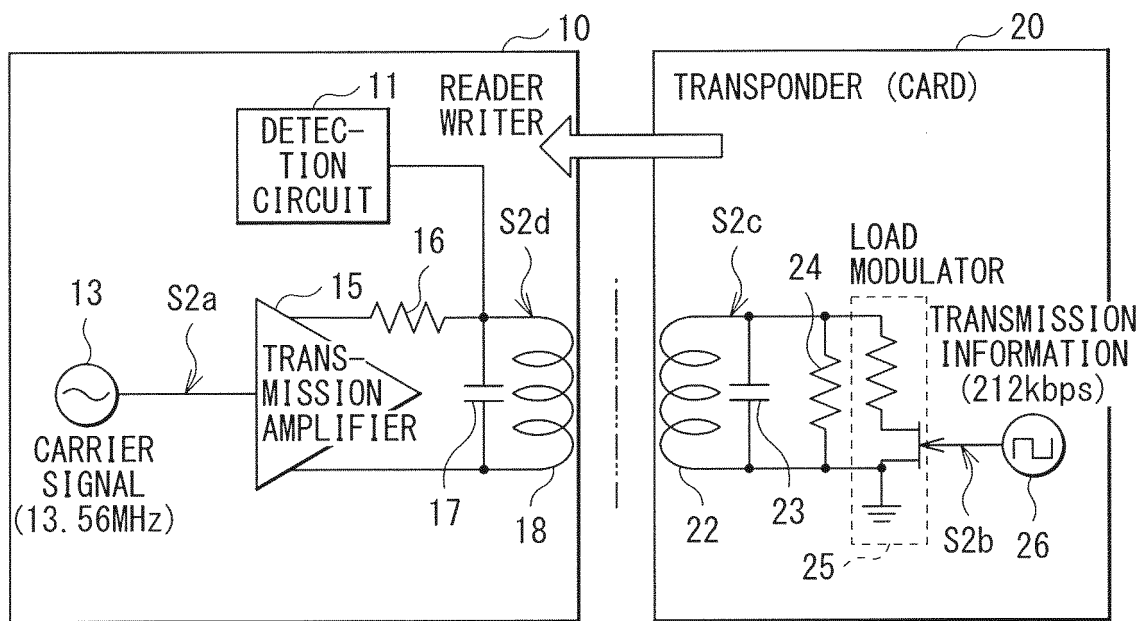 10
20
11
READER
WRITER
TRANSPONDER (CARD)
DETEC-
TION
CIRCUIT
S2d
S2c
LOAD
MODULATOR
16
24
13
S2a
15
TRANSMISSION
INFORMATION
(212kbps)
TRANS-
MISSION
AMPLIFIER
CARRIER
SIGNAL
(13.56MHz)
17
18
22
23
25
S2b
26